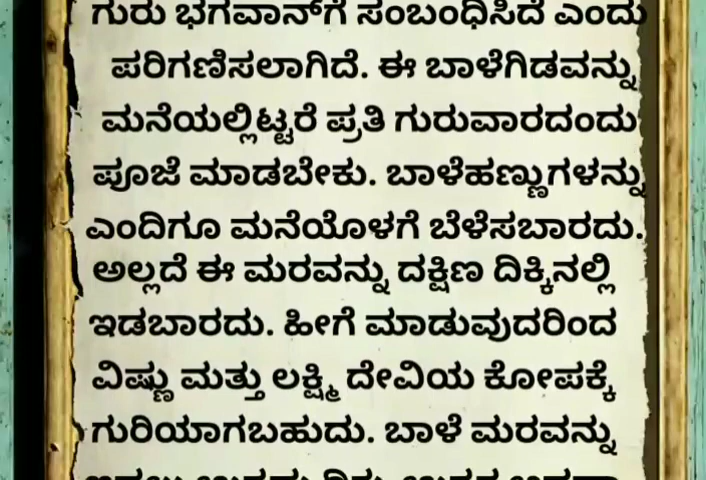 ಗುರು ಭಗವಾನ್‌ಗೆ ಸಂಬಂಧಿಸಿದೆ ಎಂದು
ಪರಿಗಣಿಸಲಾಗಿದೆ. ಈ ಬಾಳೆಗಿಡವನ್ನು
ಮನೆಯಲ್ಲಿಟ್ಟರೆ ಪ್ರತಿ ಗುರುವಾರದಂದು
ಪೂಜೆ ಮಾಡಬೇಕು. ಬಾಳೆಹಣ್ಣುಗಳನ್ನು
ಎಂದಿಗೂ ಮನೆಯೊಳಗೆ ಬೆಳೆಸಬಾರದು.
ಅಲ್ಲದೆ ಈ ಮರವನ್ನು ದಕ್ಷಿಣ ದಿಕ್ಕಿನಲ್ಲಿ
ಇಡಬಾರದು. ಹೀಗೆ ಮಾಡುವುದರಿಂದ
ವಿಷ್ಣು ಮತ್ತು ಲಕ್ಷ್ಮಿ ದೇವಿಯ ಕೋಪಕ್ಕೆ
ಗುರಿಯಾಗಬಹುದು. ಬಾಳೆ ಮರವನ್ನು